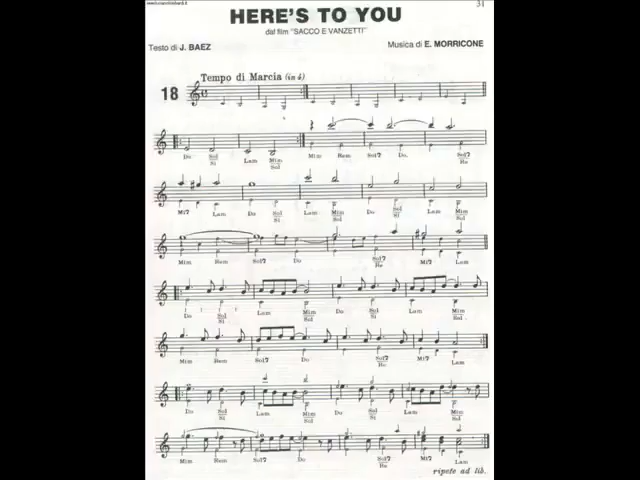 31
HERE'S TO YOU
dal film "SACCO E VANZETTI"
Testo di J. BAEZ
Musica di E. MORRICONE
Tempo di Marcia (in 4)
18
Do Sol Lam Mim Mim Rem Sol7 Do Sol7
Si Sol Re
Mi7 Lam Do Sol Lam Mim Do Sol Lam Mim
Si Sol Si Sol
Mim Rem Sol7 Do Sol7 Mi7 Lam
Re
Do Sol Lam Mim Do Sol Lam Mim
Si Sol Si Sol
Mim Rem Sol7 Do Sol7 Mi7 Lam
Re
Do Sol Lam Mim Do Sol Lam Mim
Si Sol Si Sol
Mim Rem Sol7 Do Sol7 Mi7 Lam
Re
ripete ad lib.